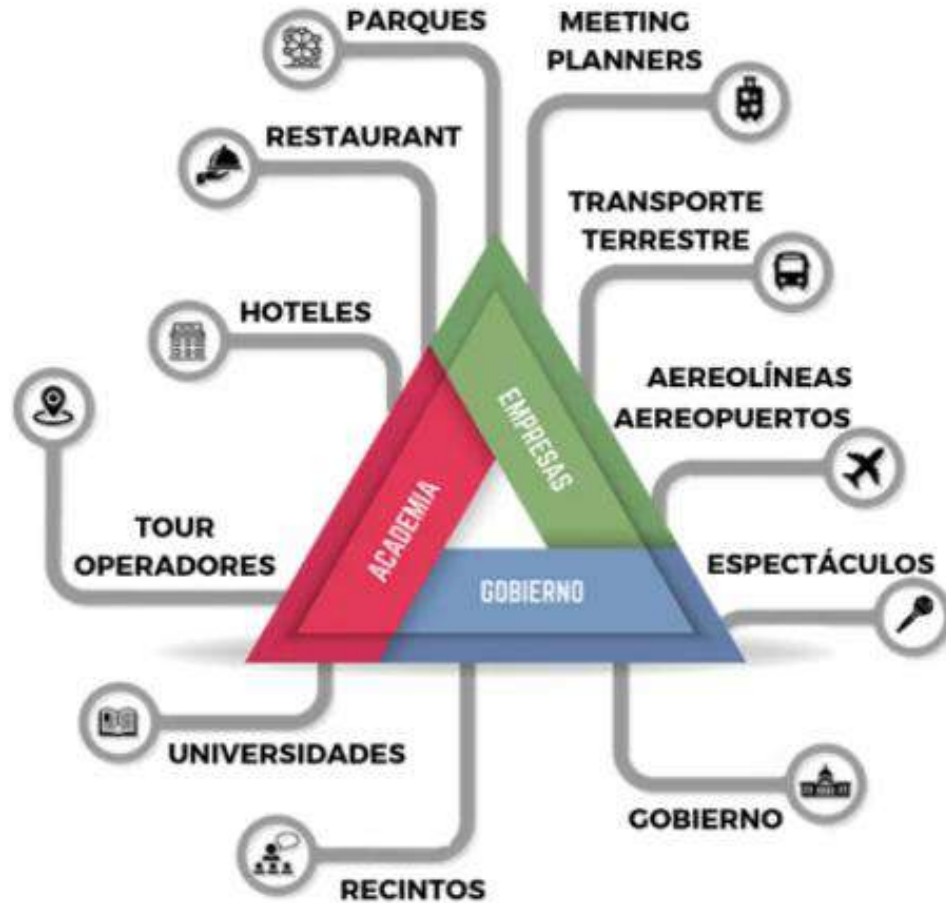 PARQUES
MEETING
PLANNERS
RESTAURANT
TRANSPORTE
TERRESTRE
HOTELES
AEREOLÍNEAS
AEREOPUERTOS
EMPRESAS
ACADEMIA
GOBIERNO
TOUR
OPERADORES
ESPECTÁCULOS
UNIVERSIDADES
GOBIERNO
RECINTOS